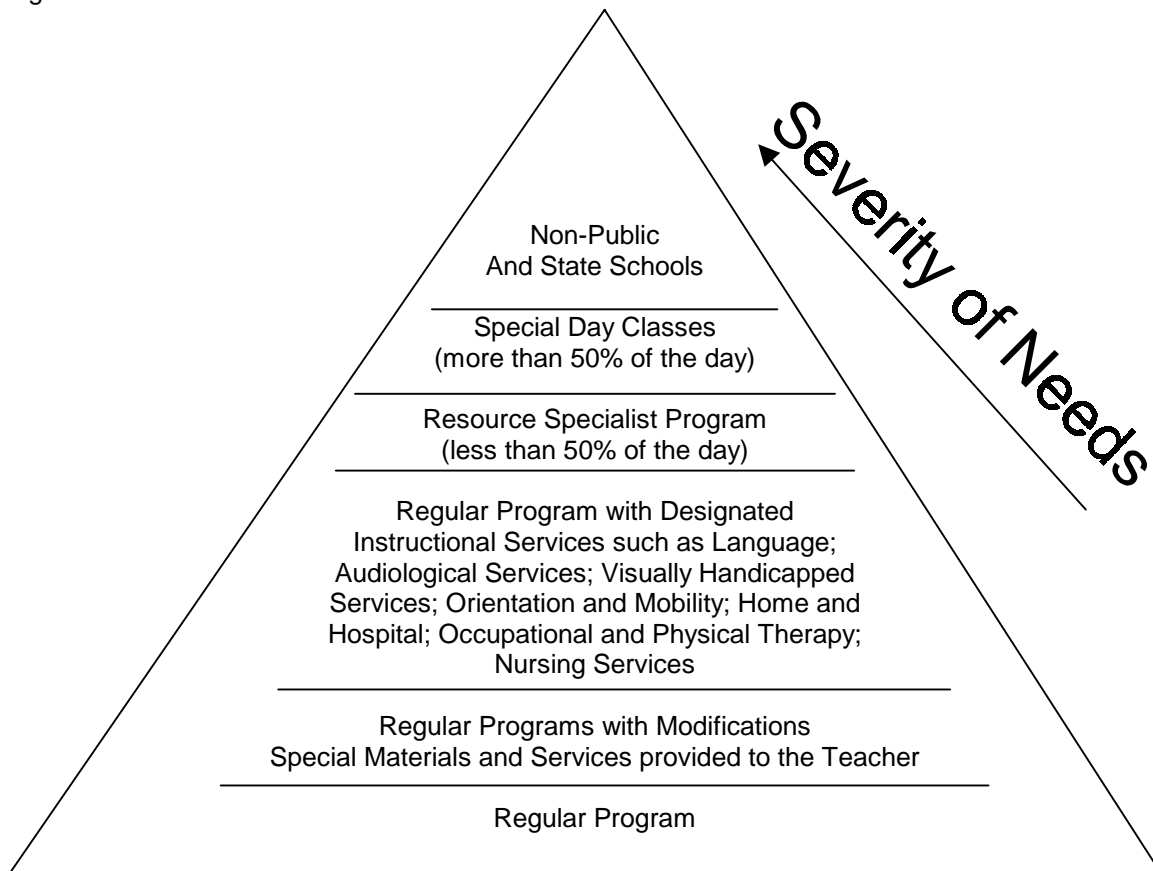 Non-Public
And State Schools
Special Day Classes
(more than 50% of the day)
Resource Specialist Program
(less than 50% of the day)
Regular Program with Designated
Instructional Services such as Language;
Audiological Services; Visually Handicapped
Services; Orientation and Mobility; Home and
Hospital; Occupational and Physical Therapy;
Nursing Services
Regular Programs with Modifications
Special Materials and Services provided to the Teacher
Regular Program
Severity of Needs